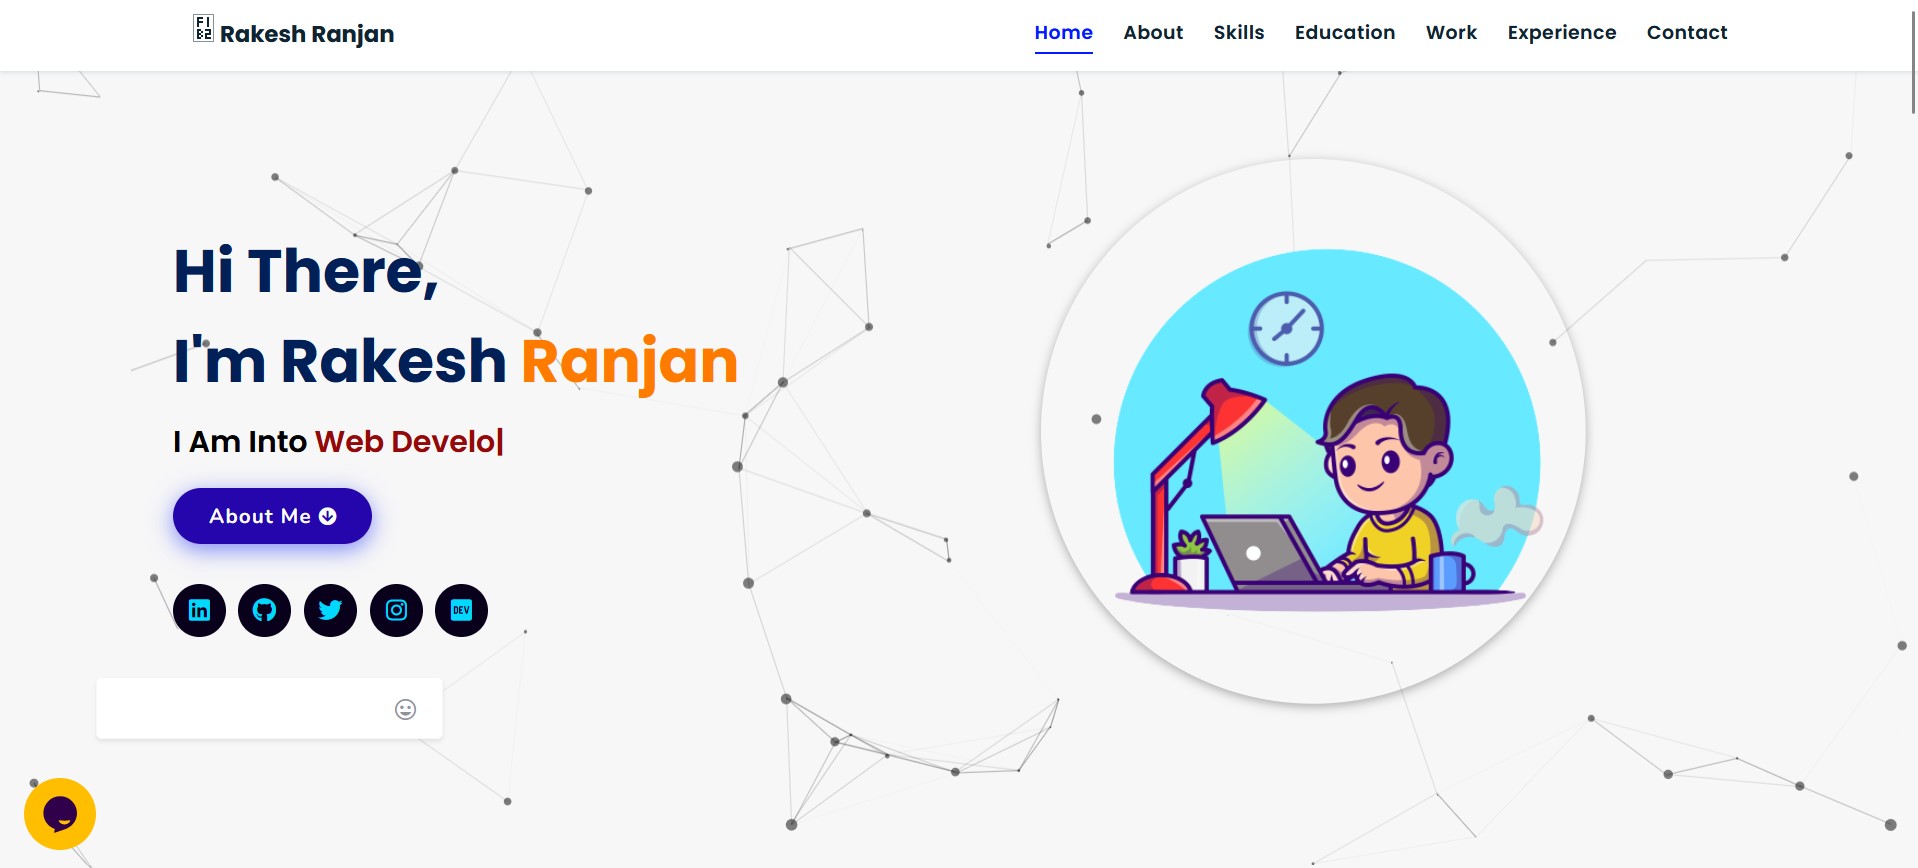 Rakesh Ranjan
Home About Skills Education Work Experience Contact
Hi There,
I'm Rakesh Ranjan
I Am Into Web Develo|
About Me
in
DEV